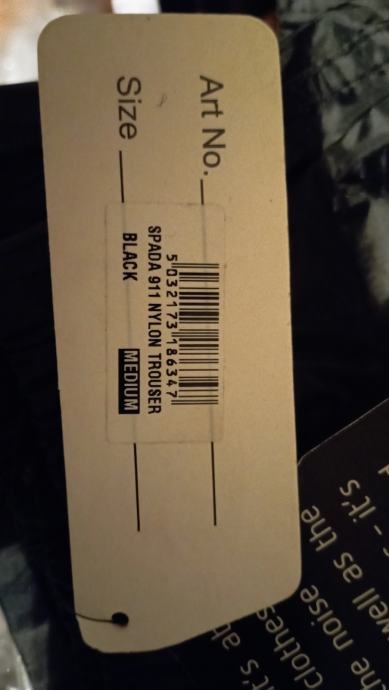 Art No.
Size
5 032173 186347
SPADA 911 NYLON TROUSER
BLACK MEDIUM
it's
well as the
the noise
clothes
it's